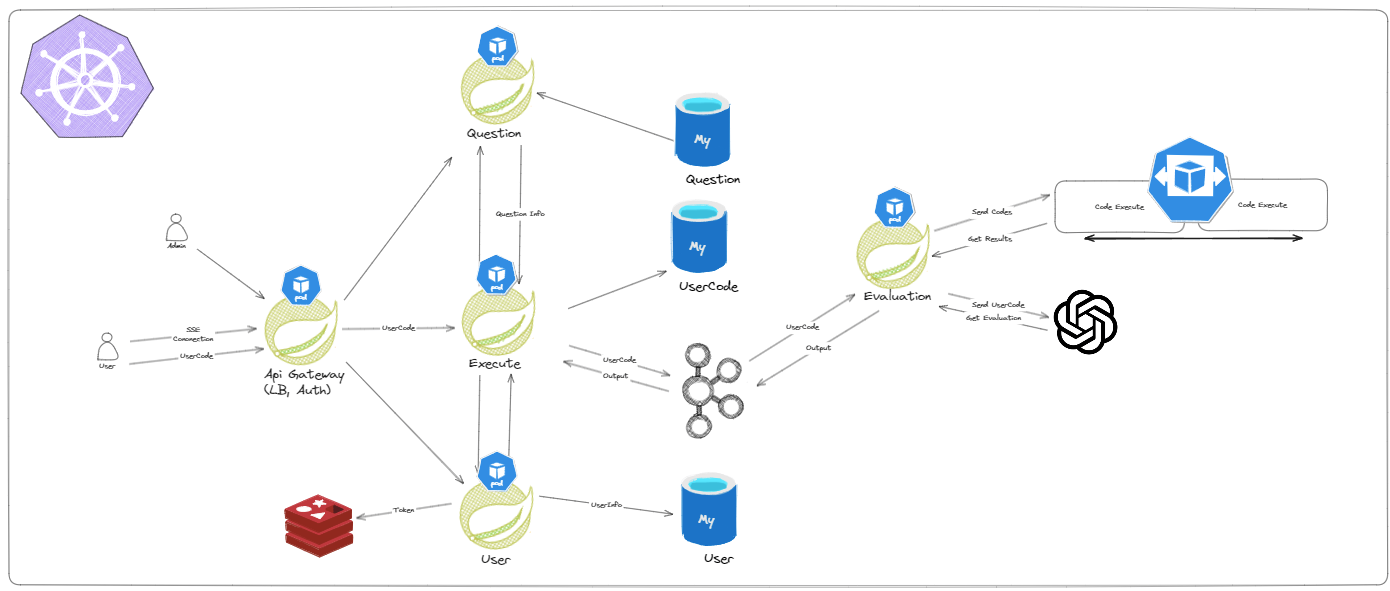 pod
Question
My
Question
Question Info
My
UserCode
Admin
pod
SSE
Cononection
UserCode
User
Api Gateway
(LB, Auth)
UserCode
pod
Execute
UserCode
Output
UserCode
Output
pod
Evaluation
Send Codes
Get Results
Code Execute
Code Execute
Send UserCode
Get Evaluation
Token
pod
User
UserInfo
My
User